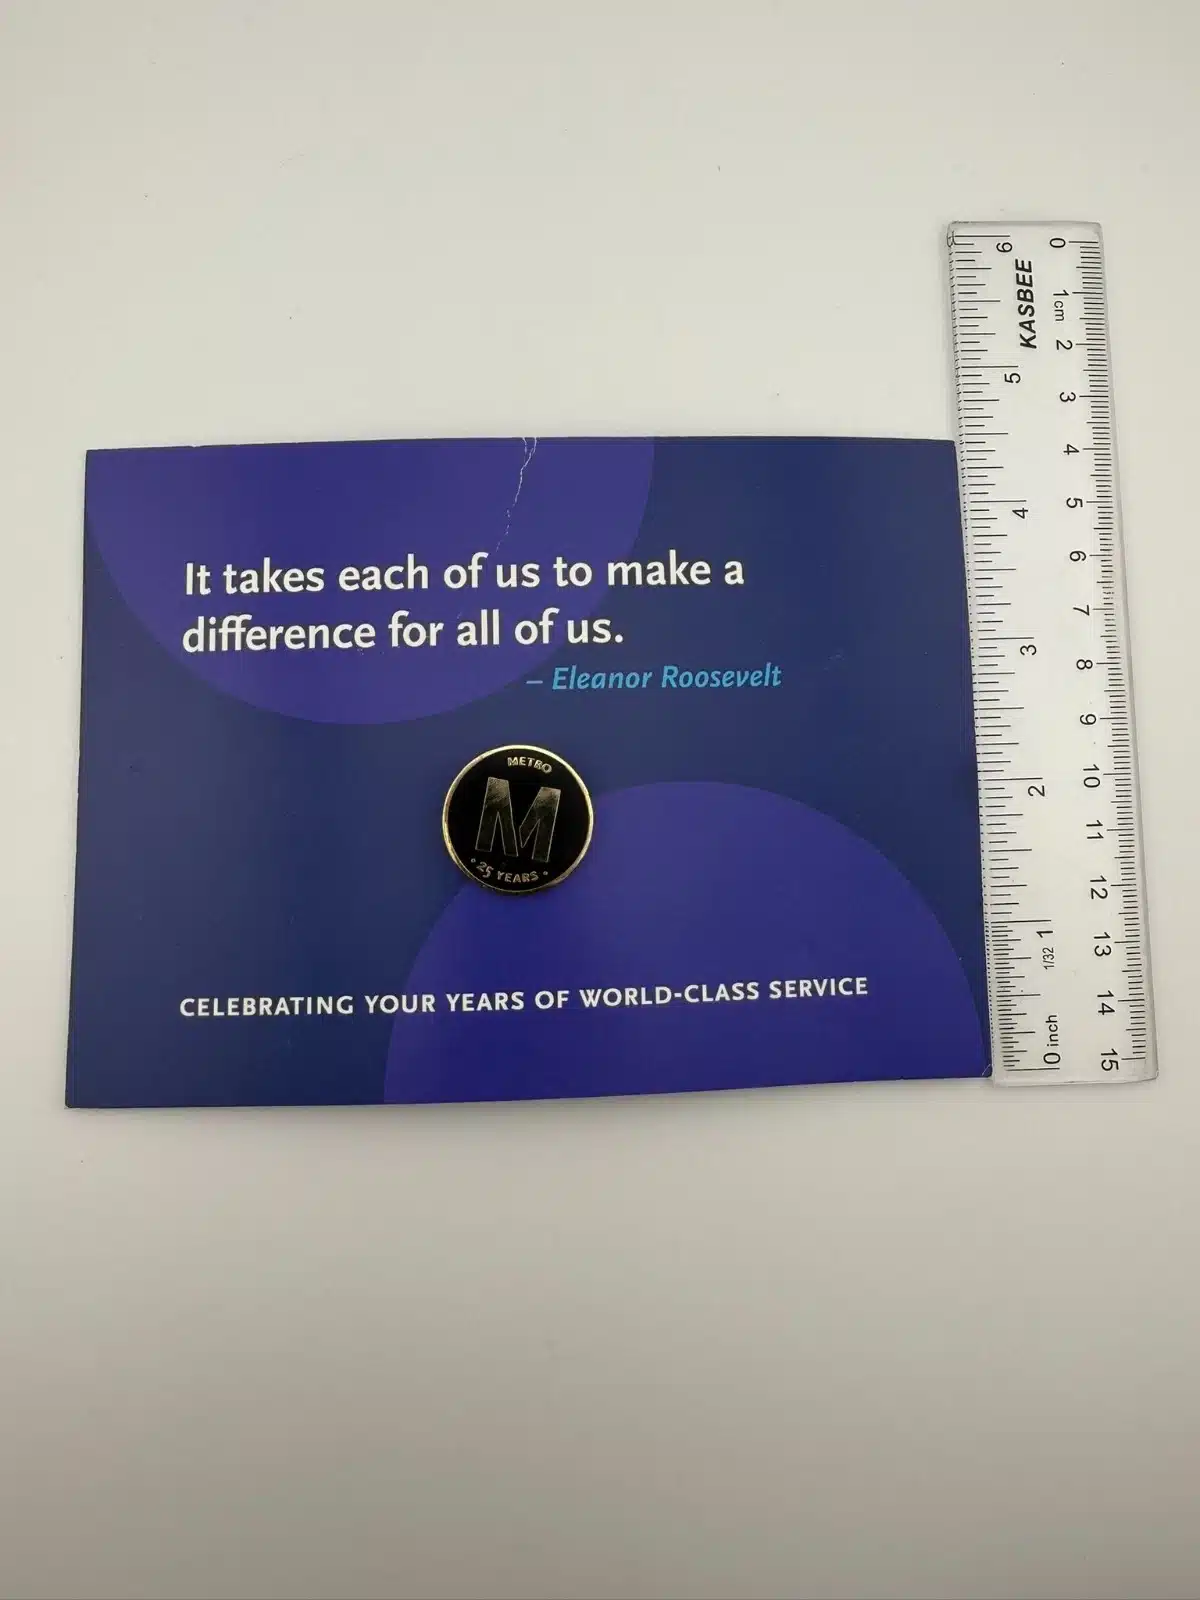 It takes each of us to make a
difference for all of us.
– Eleanor Roosevelt
METRO
M
• 25 YEARS •
CELEBRATING YOUR YEARS OF WORLD-CLASS SERVICE
KASBEE
6
5
4
3
2
1
1/32
0 inch
0
1cm
2
3
4
5
6
7
8
9
10
11
12
13
14
15